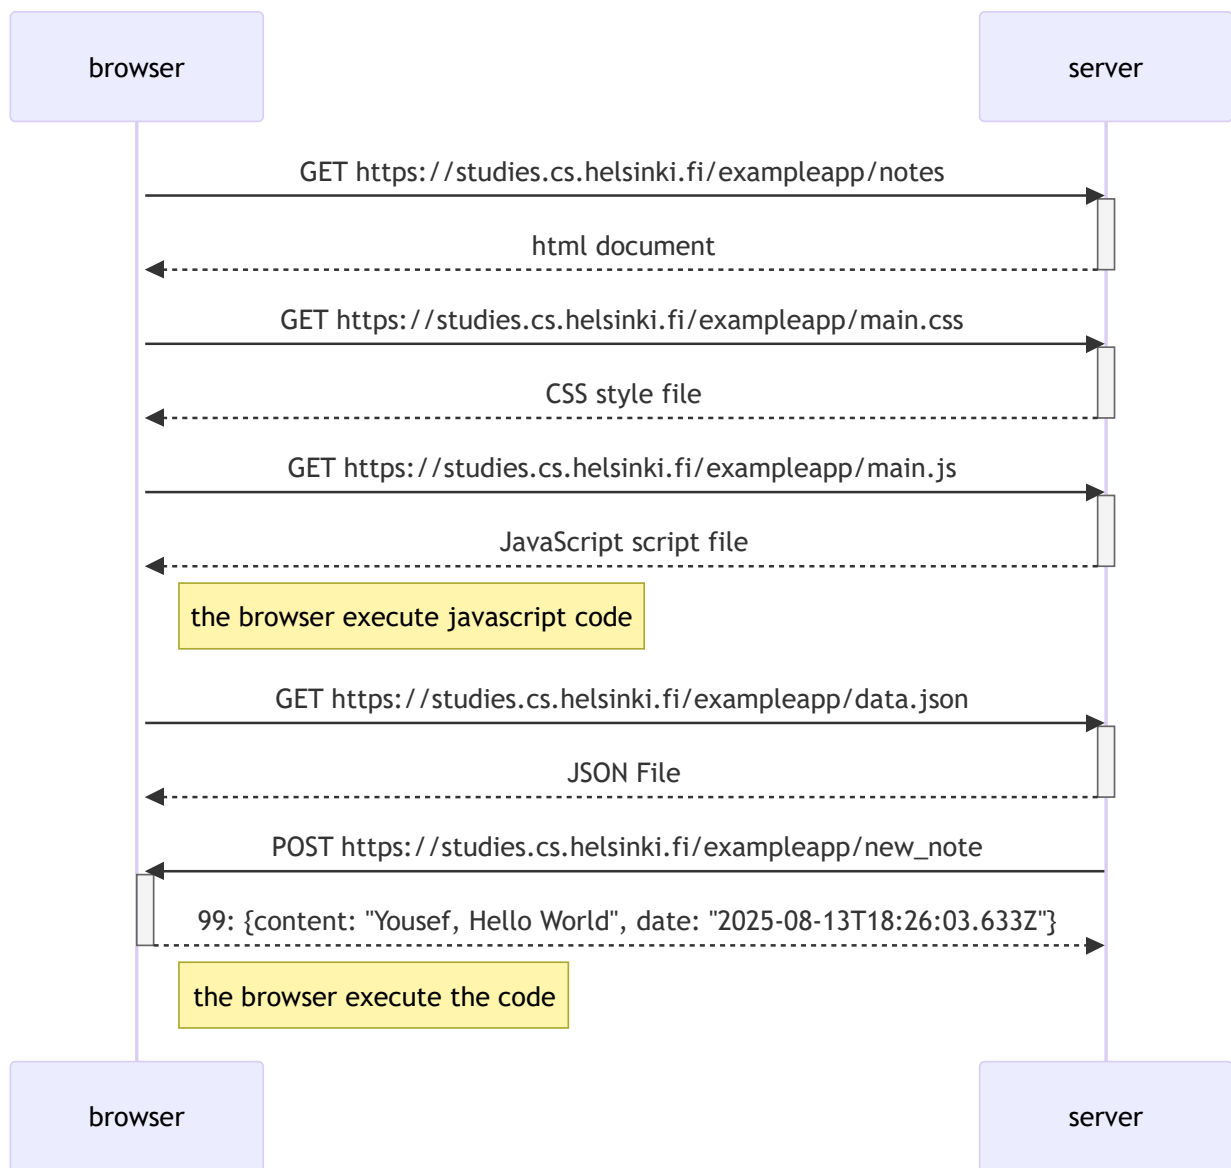 browser
server
GET https://studies.cs.helsinki.fi/exampleapp/notes
html document
GET https://studies.cs.helsinki.fi/exampleapp/main.css
CSS style file
GET https://studies.cs.helsinki.fi/exampleapp/main.js
JavaScript script file
the browser execute javascript code
GET https://studies.cs.helsinki.fi/exampleapp/data.json
JSON File
POST https://studies.cs.helsinki.fi/exampleapp/new_note
99: {content: "Yousef, Hello World", date: "2025-08-13T18:26:03.633Z"}
the browser execute the code
browser
server